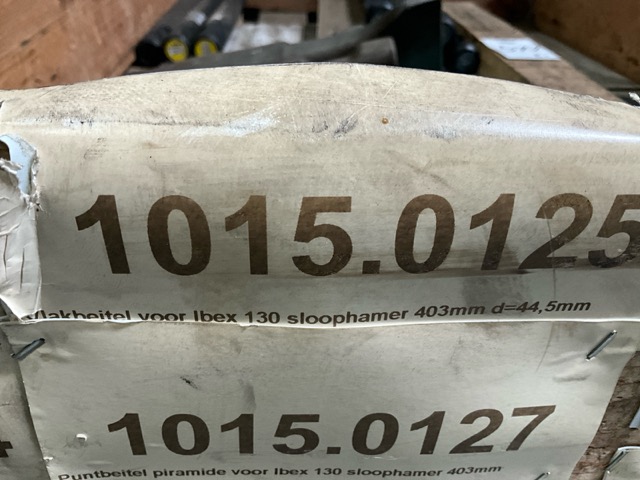 1015.0125
vlakbeitel voor Ibex 130 sloophamer 403mm d=44,5mm
1015.0127
Puntbeitel piramide voor Ibex 130 sloophamer 403mm